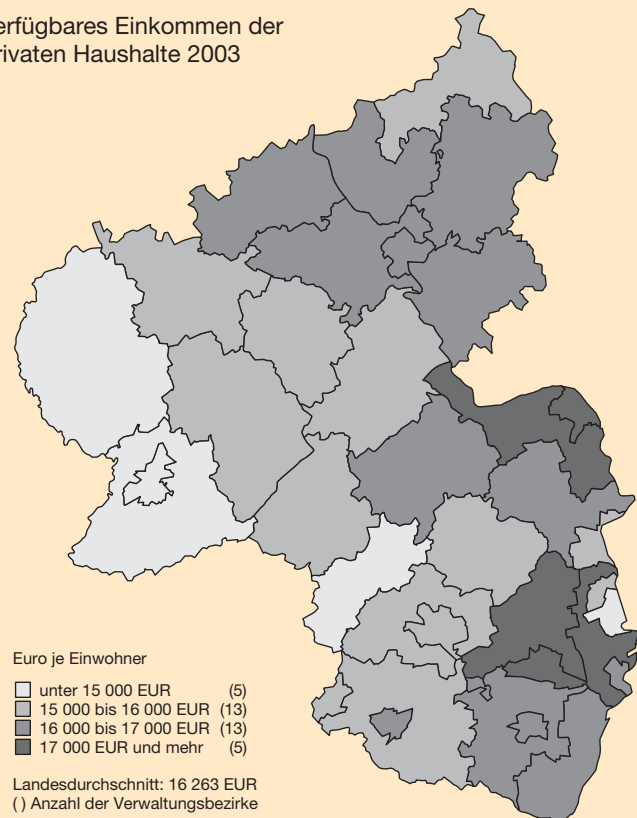 erfügbares Einkommen der
rivaten Haushalte 2003
Euro je Einwohner
unter 15 000 EUR (5)
15 000 bis 16 000 EUR (13)
16 000 bis 17 000 EUR (13)
17 000 EUR und mehr (5)
Landesdurchschnitt: 16 263 EUR
( ) Anzahl der Verwaltungsbezirke